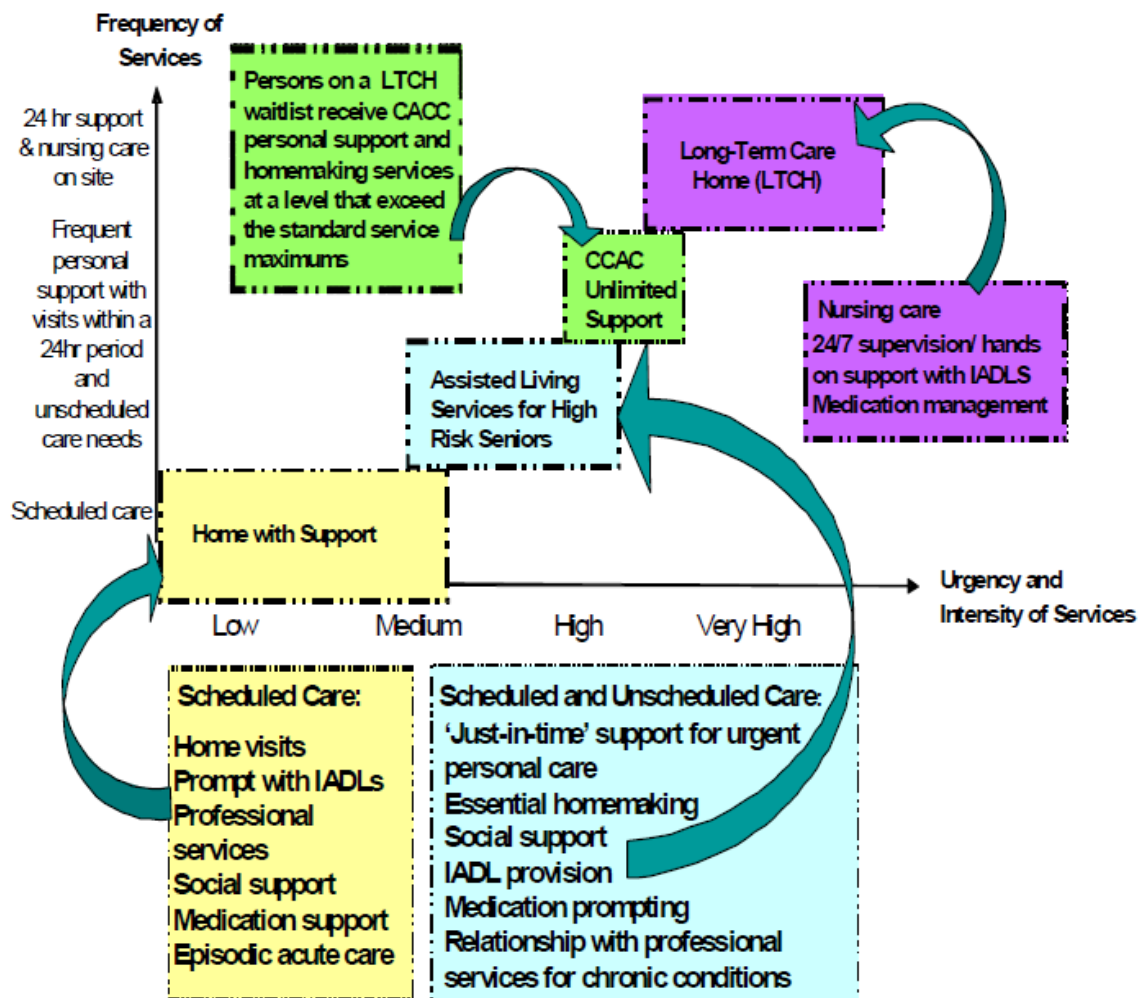 Frequency of
Services
24 hr support
& nursing care
on site
Frequent
personal
support with
visits within a
24hr period
and
unscheduled
care needs
Scheduled care
Persons on a LTCH
waitlist receive CACC
personal support and
homemaking services
at a level that exceed
the standard service
maximums
Long-Term Care
Home (LTCH)
CCAC
Unlimited
Support
Nursing care
24/7 supervision/ hands
on support with IADLS
Medication management
Assisted Living
Services for High
Risk Seniors
Home with Support
Urgency and
Intensity of Services
Low Medium High Very High
Scheduled Care:
Home visits
Prompt with IADLs
Professional
services
Social support
Medication support
Episodic acute care
Scheduled and Unscheduled Care:
‘Just-in-time’ support for urgent
personal care
Essential homemaking
Social support
IADL provision
Medication prompting
Relationship with professional
services for chronic conditions